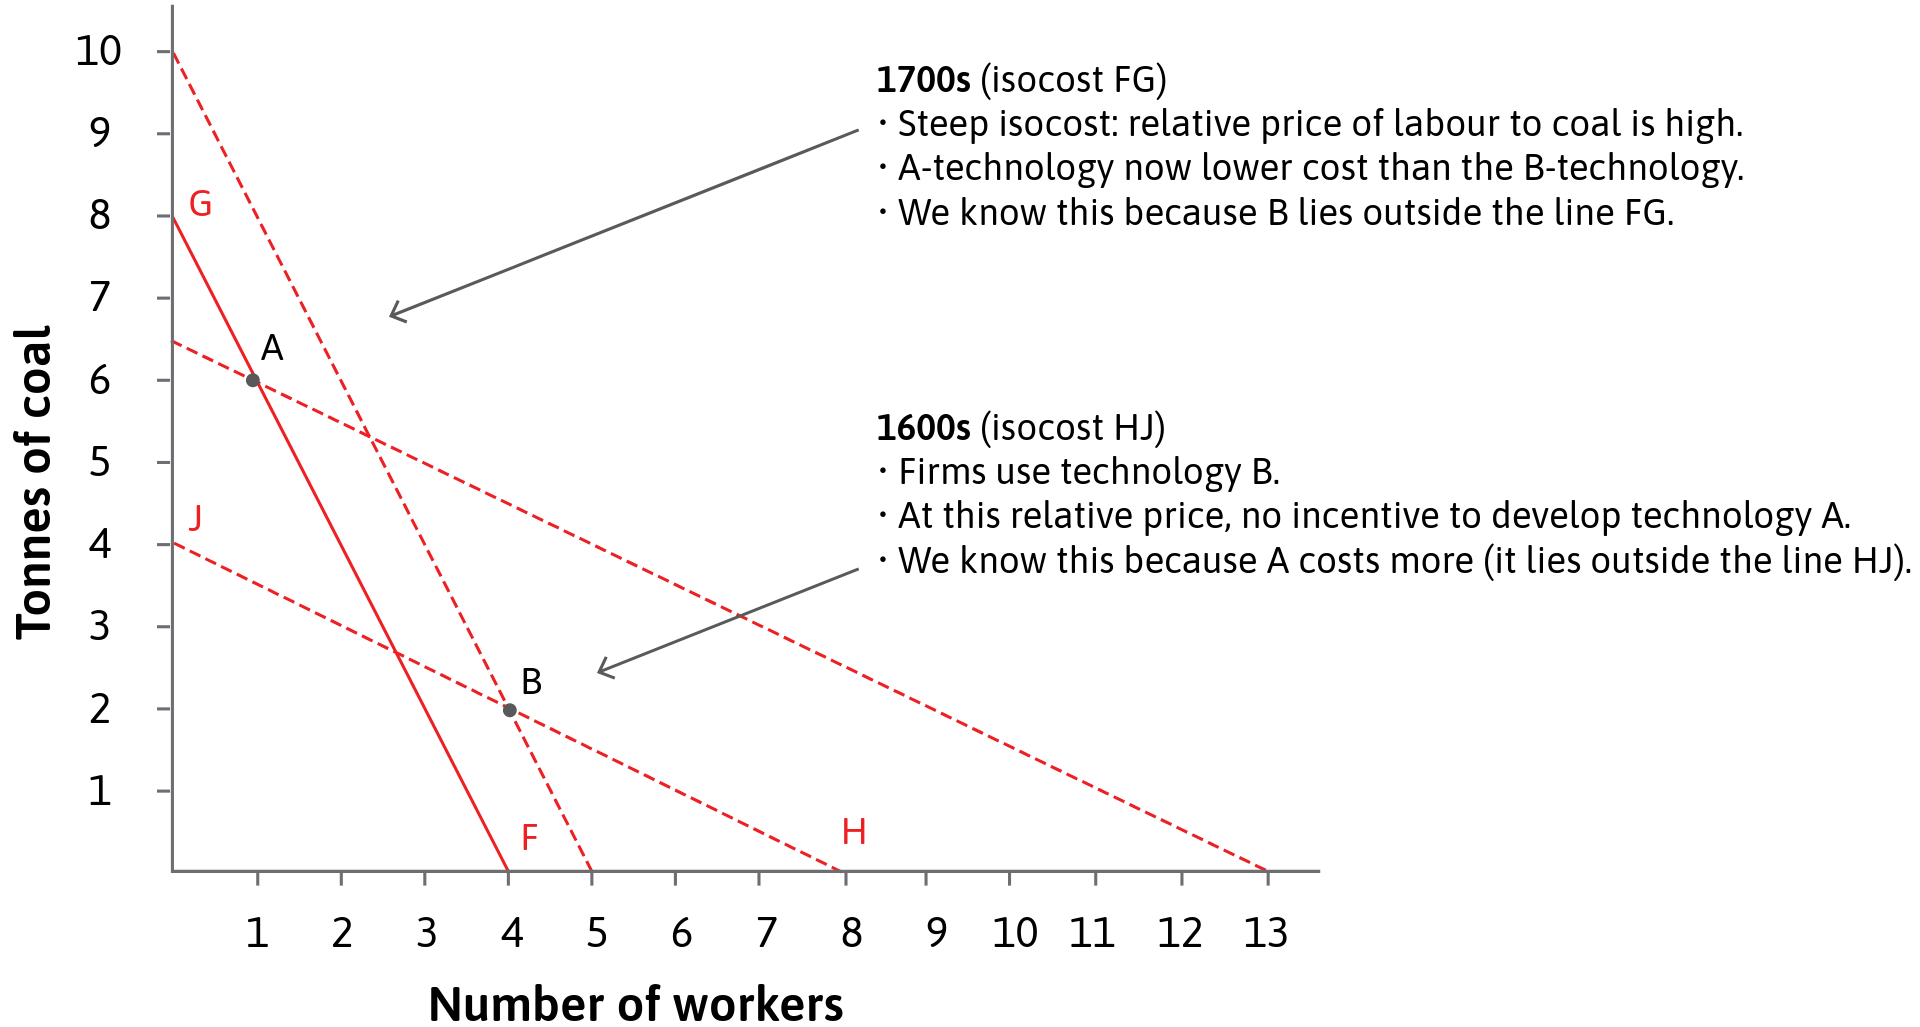 10
9
8
7
6
5
4
3
2
1
Tonnes of coal
G
A
J
B
F
H
1700s (isocost FG)
· Steep isocost: relative price of labour to coal is high.
· A-technology now lower cost than the B-technology.
· We know this because B lies outside the line FG.
1600s (isocost HJ)
· Firms use technology B.
· At this relative price, no incentive to develop technology A.
· We know this because A costs more (it lies outside the line HJ).
1 2 3 4 5 6 7 8 9 10 11 12 13
Number of workers